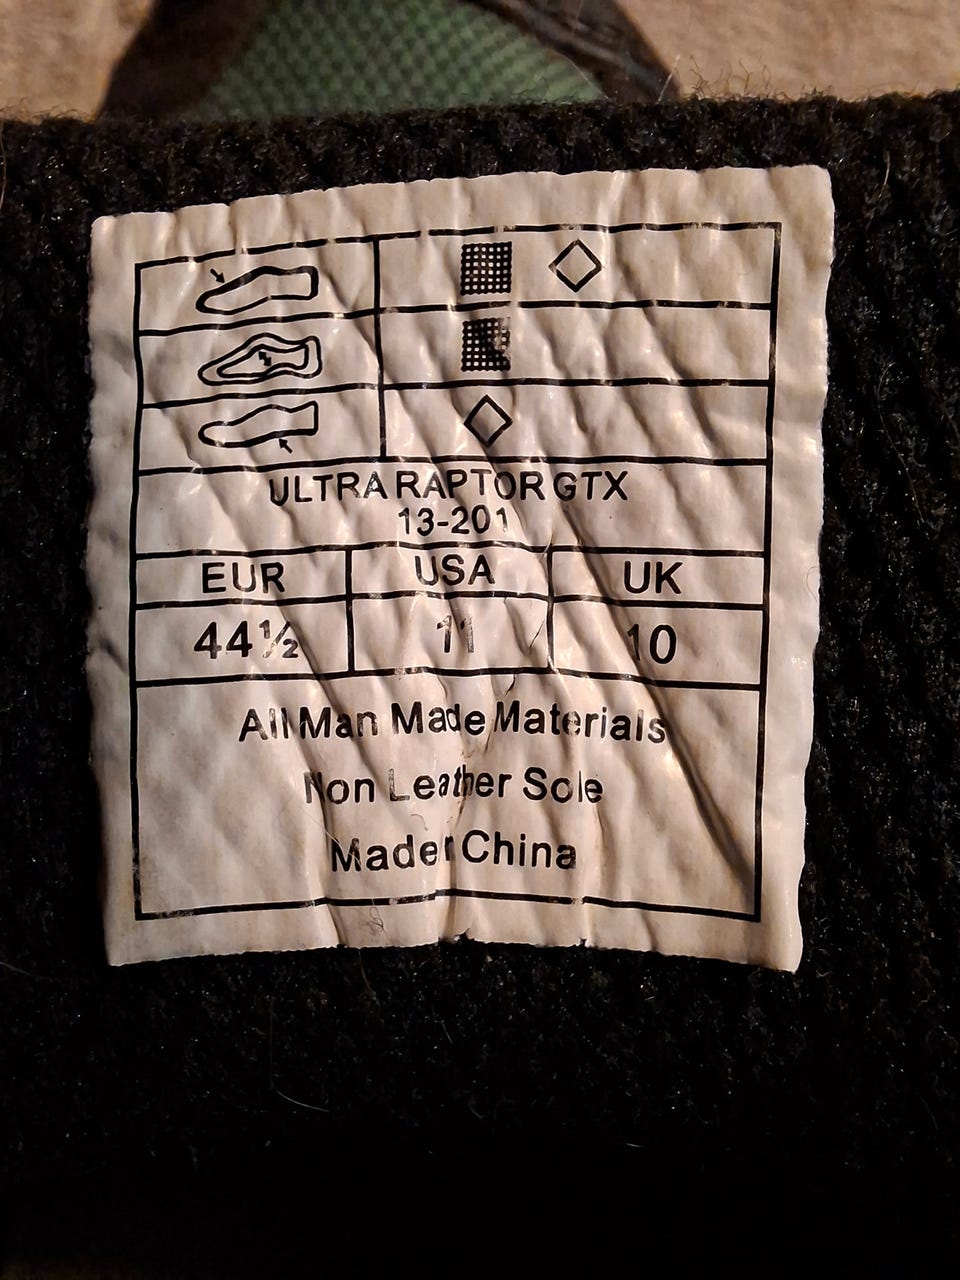 ULTRA RAPTOR GTX
13-201
EUR USA UK
44½ 11 10
All Man Made Materials
Non Leather Sole
Made China